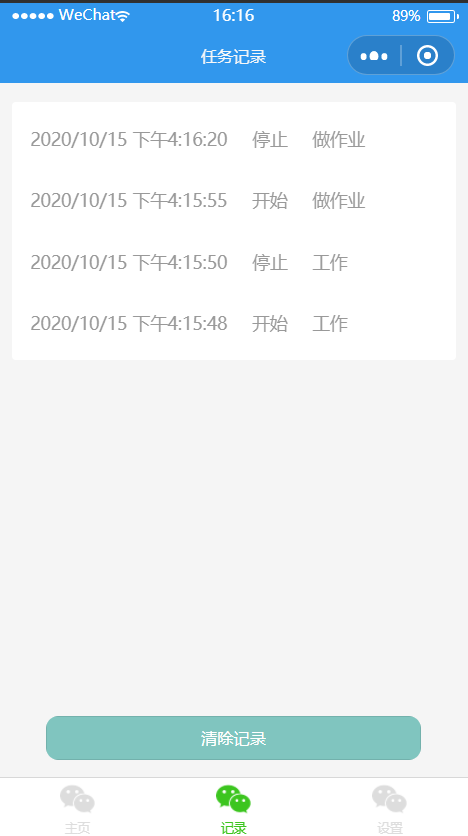 WeChat 16:16 89%
任务记录
2020/10/15 下午4:16:20 停止 做作业
2020/10/15 下午4:15:55 开始 做作业
2020/10/15 下午4:15:50 停止 工作
2020/10/15 下午4:15:48 开始 工作
清除记录
主页 记录 设置